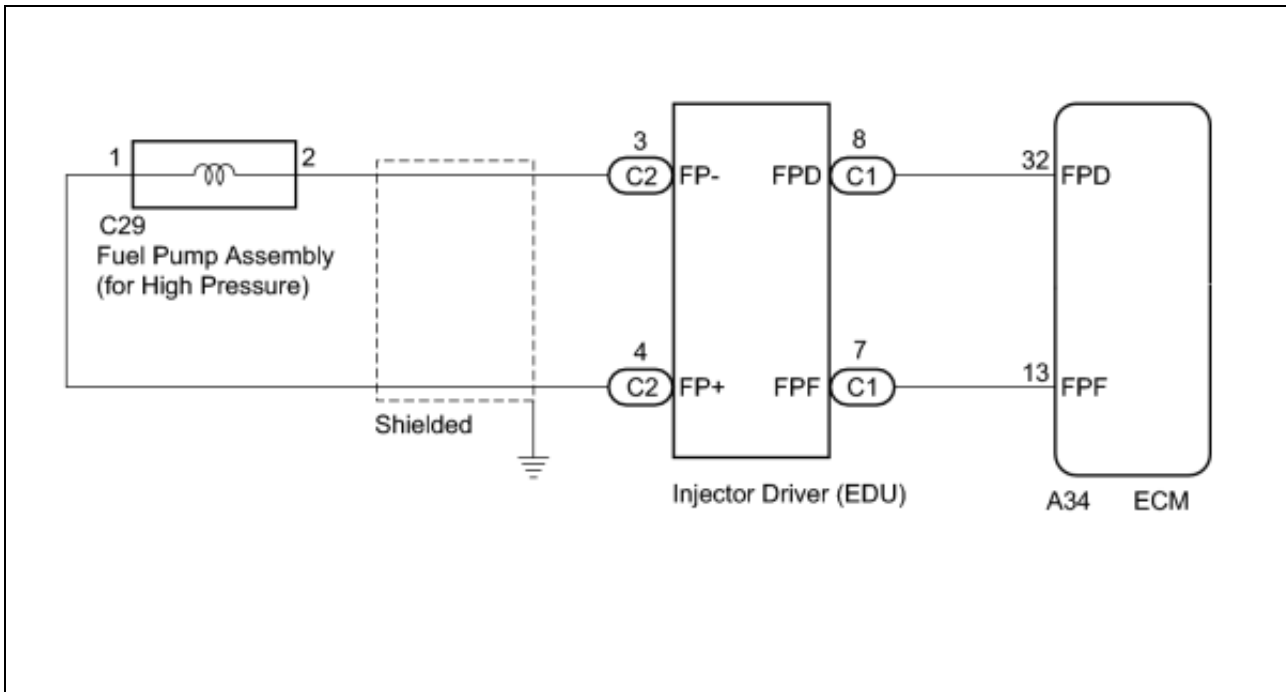 1
2
C29
Fuel Pump Assembly
(for High Pressure)
Shielded
3
C2
FP-
4
C2
FP+
8
FPD
C1
7
FPF
C1
Injector Driver (EDU)
32
FPD
13
FPF
A34
ECM